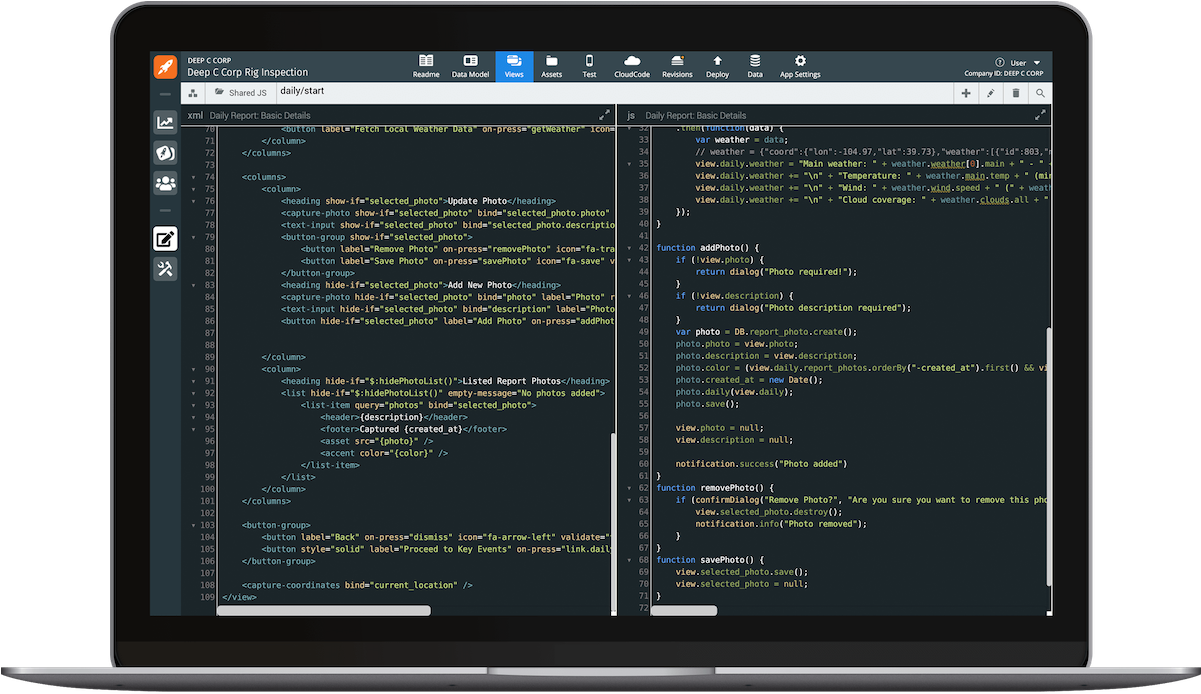 DEEP C CORP
Deep C Corp Rig Inspection
Readme Data Model Views Assets Test CloudCode Revisions Deploy Data App Settings
User
Company ID: DEEP C CORP
Shared JS daily/start
xml Daily Report: Basic Details
70 <button label="Fetch Local Weather Data" on-press="getWeather" icon=
71 </column>
72 </columns>
73
74 <columns>
75 <column>
76 <heading show-if="selected_photo">Update Photo</heading>
77 <capture-photo show-if="selected_photo" bind="selected_photo.photo"
78 <text-input show-if="selected_photo" bind="selected_photo.descriptio
79 <button-group show-if="selected_photo">
80 <button label="Remove Photo" on-press="removePhoto" icon="fa-tra
81 <button label="Save Photo" on-press="savePhoto" icon="fa-save" v
82 </button-group>
83 <heading hide-if="selected_photo">Add New Photo</heading>
84 <capture-photo hide-if="selected_photo" bind="photo" label="Photo" r
85 <text-input hide-if="selected_photo" bind="description" label="Photo
86 <button hide-if="selected_photo" label="Add Photo" on-press="addPhot
87
88
89 </column>
90 <column>
91 <heading hide-if="$:hidePhotoList()">Listed Report Photos</heading>
92 <list hide-if="$:hidePhotoList()" empty-message="No photos added">
93 <list-item query="photos" bind="selected_photo">
94 <header>{description}</header>
95 <footer>Captured {created_at}</footer>
96 <asset src="{photo}" />
97 <accent color="{color}" />
98 </list-item>
99 </list>
100 </column>
101 </columns>
102
103 <button-group>
104 <button label="Back" on-press="dismiss" icon="fa-arrow-left" validate="
105 <button style="solid" label="Proceed to Key Events" on-press="link.dail
106 </button-group>
107
108 <capture-coordinates bind="current_location" />
109 </view>
js Daily Report: Basic Details
32 .then(function(data) {
33 var weather = data;
34 // weather = {"coord":{"lon":-104.97,"lat":39.73},"weather":[{"id":803,"
35 view.daily.weather = "Main weather: " + weather.weather[0].main + " - " +
36 view.daily.weather += "\n" + "Temperature: " + weather.main.temp + " (min
37 view.daily.weather += "\n" + "Wind: " + weather.wind.speed + " (" + weath
38 view.daily.weather += "\n" + "Cloud coverage: " + weather.clouds.all + "
39 });
40 }
41
42 function addPhoto() {
43 if (!view.photo) {
44 return dialog("Photo required!");
45 }
46 if (!view.description) {
47 return dialog("Photo description required");
48 }
49 var photo = DB.report_photo.create();
50 photo.photo = view.photo;
51 photo.description = view.description;
52 photo.color = (view.daily.report_photos.orderBy("-created_at").first() && vi
53 photo.created_at = new Date();
54 photo.daily(view.daily);
55 photo.save();
56
57 view.photo = null;
58 view.description = null;
59
60 notification.success("Photo added")
61 }
62 function removePhoto() {
63 if (confirmDialog("Remove Photo?", "Are you sure you want to remove this pho
64 view.selected_photo.destroy();
65 notification.info("Photo removed");
66 }
67 }
68 function savePhoto() {
69 view.selected_photo.save();
70 view.selected_photo = null;
71 }
72